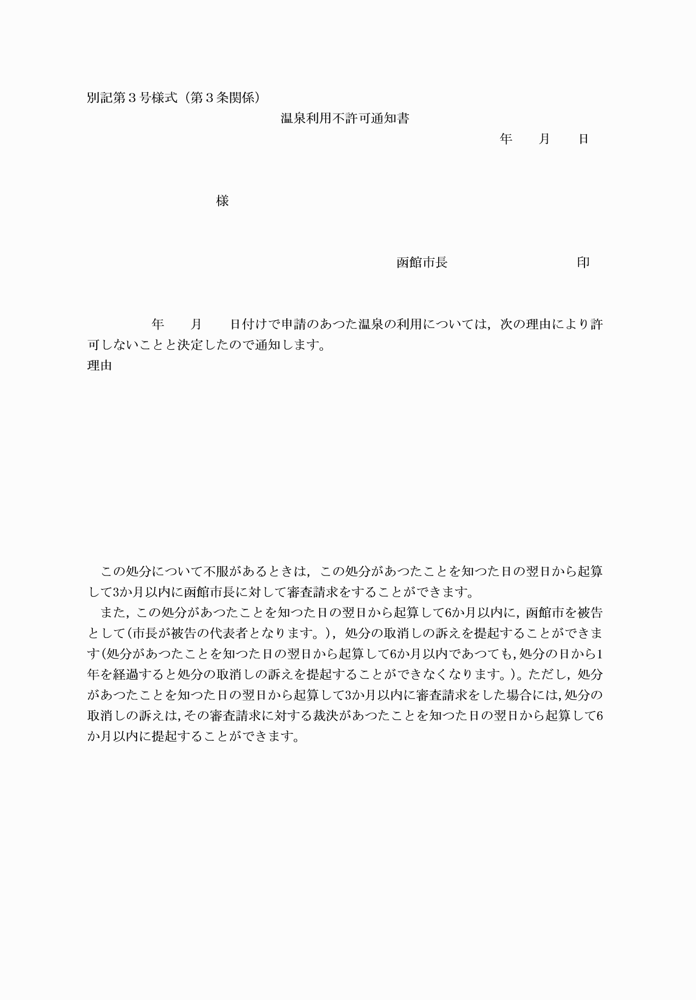 別記第３号様式（第３条関係）
温泉利用不許可通知書
年　　月　　日
様
函館市長　　　　　　　　　　印
年　　月　　日付けで申請のあつた温泉の利用については，次の理由により許
可しないことと決定したので通知します。
理由
この処分について不服があるときは，この処分があつたことを知つた日の翌日から起算
して3か月以内に函館市長に対して審査請求をすることができます。
また，この処分があつたことを知つた日の翌日から起算して6か月以内に，函館市を被告
として(市長が被告の代表者となります。)，処分の取消しの訴えを提起することができま
す(処分があつたことを知つた日の翌日から起算して6か月以内であつても,処分の日から1
年を経過すると処分の取消しの訴えを提起することができなくなります。)。ただし，処分
があつたことを知つた日の翌日から起算して3か月以内に審査請求をした場合には,処分の
取消しの訴えは,その審査請求に対する裁決があつたことを知つた日の翌日から起算して6
か月以内に提起することができます。